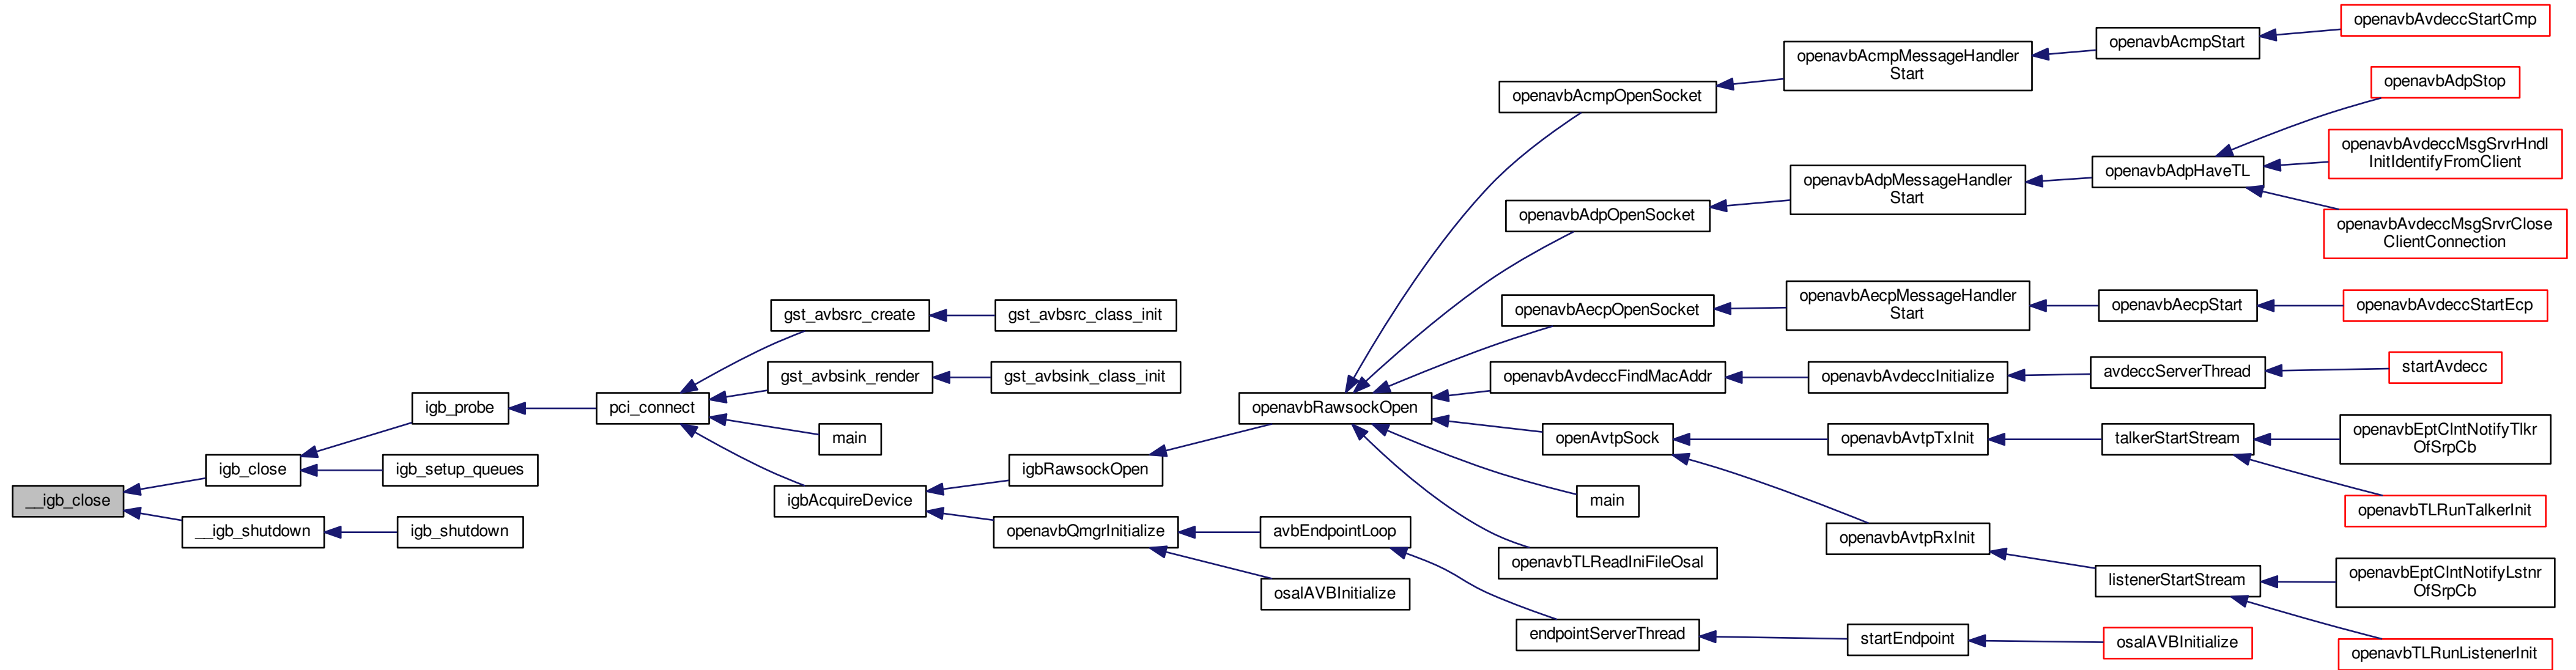 __igb_close
igb_close
__igb_shutdown
igb_probe
igb_setup_queues
igb_shutdown
pci_connect
gst_avbsrc_create
gst_avbsink_render
main
igbAcquireDevice
gst_avbsrc_class_init
gst_avbsink_class_init
igbRawsockOpen
openavbQmgrInitialize
openavbRawsockOpen
avbEndpointLoop
osalAVBInitialize
openavbAcmpOpenSocket
openavbAdpOpenSocket
openavbAecpOpenSocket
openavbAvdeccFindMacAddr
openAvtpSock
main
openavbTLReadIniFileOsal
endpointServerThread
openavbAcmpMessageHandler
Start
openavbAdpMessageHandler
Start
openavbAecpMessageHandler
Start
openavbAvdeccInitialize
openavbAvtpTxInit
openavbAvtpRxInit
startEndpoint
openavbAcmpStart
openavbAdpHaveTL
openavbAecpStart
avdeccServerThread
talkerStartStream
listenerStartStream
osalAVBInitialize
openavbAvdeccStartCmp
openavbAdpStop
openavbAvdeccMsgSrvrHndl
InitIdentifyFromClient
openavbAvdeccMsgSrvrClose
ClientConnection
openavbAvdeccStartEcp
startAvdecc
openavbEptClntNotifyTlkr
OfSrpCb
openavbTLRunTalkerInit
openavbEptClntNotifyLstnr
OfSrpCb
openavbTLRunListenerInit